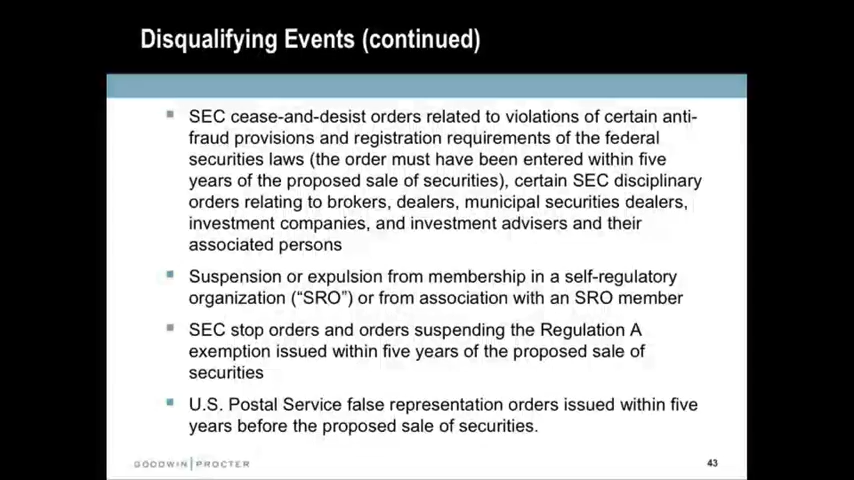 Disqualifying Events (continued)
SEC cease-and-desist orders related to violations of certain anti-
fraud provisions and registration requirements of the federal
securities laws (the order must have been entered within five
years of the proposed sale of securities), certain SEC disciplinary
orders relating to brokers, dealers, municipal securities dealers,
investment companies, and investment advisers and their
associated persons
Suspension or expulsion from membership in a self-regulatory
organization (“SRO”) or from association with an SRO member
SEC stop orders and orders suspending the Regulation A
exemption issued within five years of the proposed sale of
securities
U.S. Postal Service false representation orders issued within five
years before the proposed sale of securities.
GOODWIN | PROCTER
43